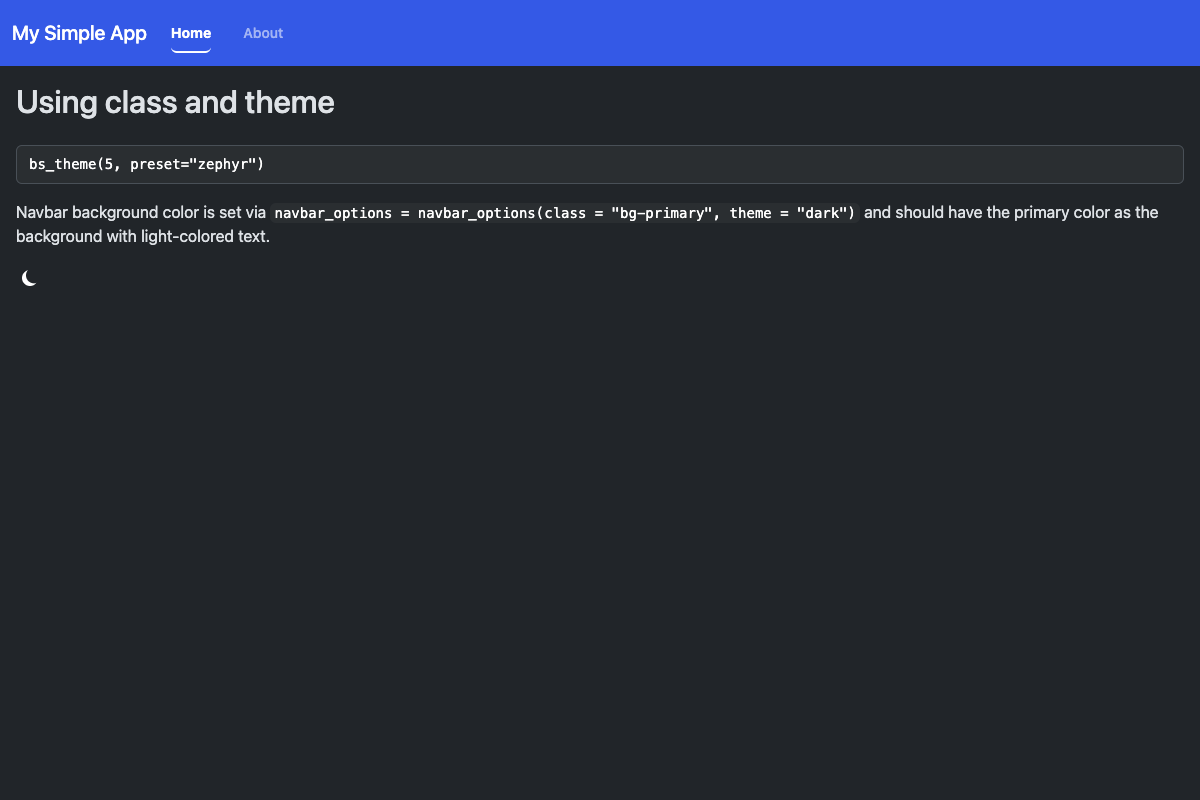 My Simple App Home About
Using class and theme
bs_theme(5, preset="zephyr")
Navbar background color is set via navbar_options = navbar_options(class = "bg-primary", theme = "dark") and should have the primary color as the
background with light-colored text.